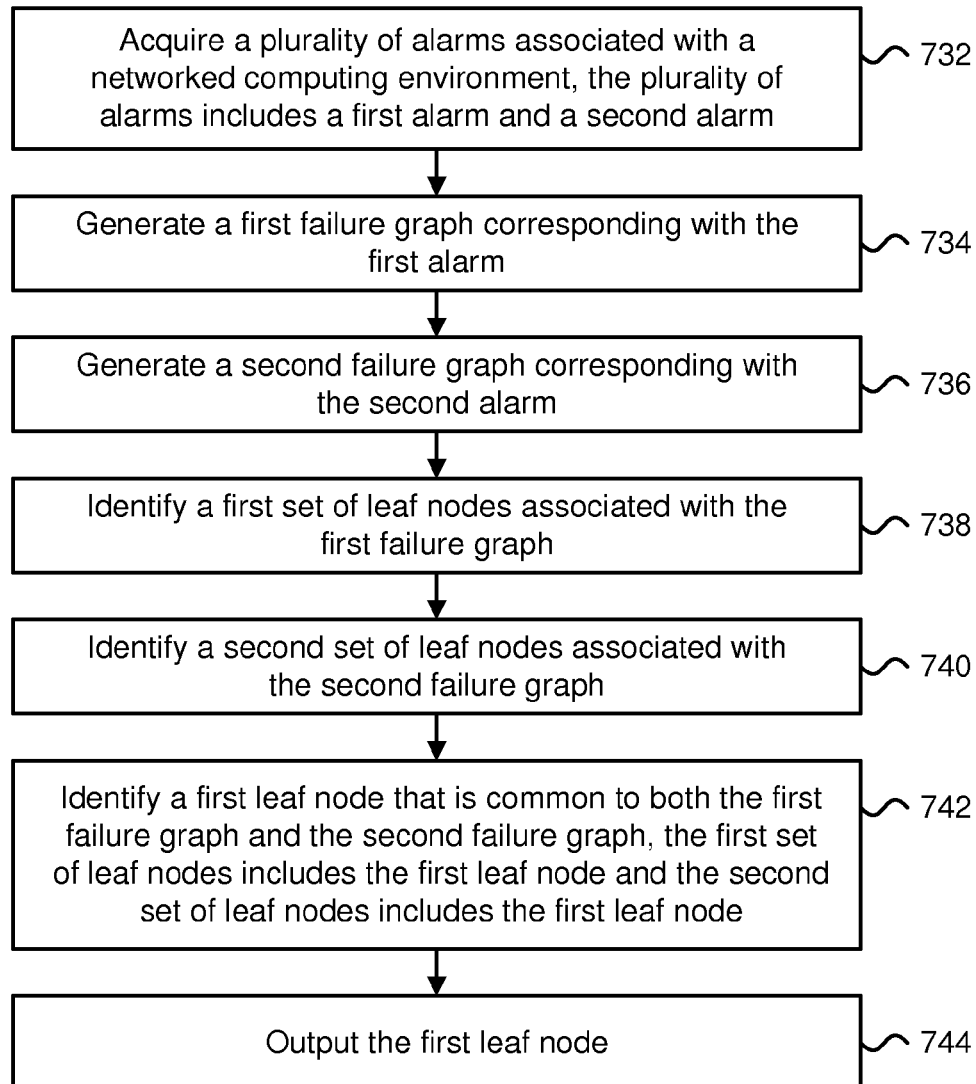 Acquire a plurality of alarms associated with a
networked computing environment, the plurality of
alarms includes a first alarm and a second alarm
732
Generate a first failure graph corresponding with the
first alarm
734
Generate a second failure graph corresponding with
the second alarm
736
Identify a first set of leaf nodes associated with the
first failure graph
738
Identify a second set of leaf nodes associated with
the second failure graph
740
Identify a first leaf node that is common to both the first
failure graph and the second failure graph, the first set
of leaf nodes includes the first leaf node and the second
set of leaf nodes includes the first leaf node
742
Output the first leaf node
744